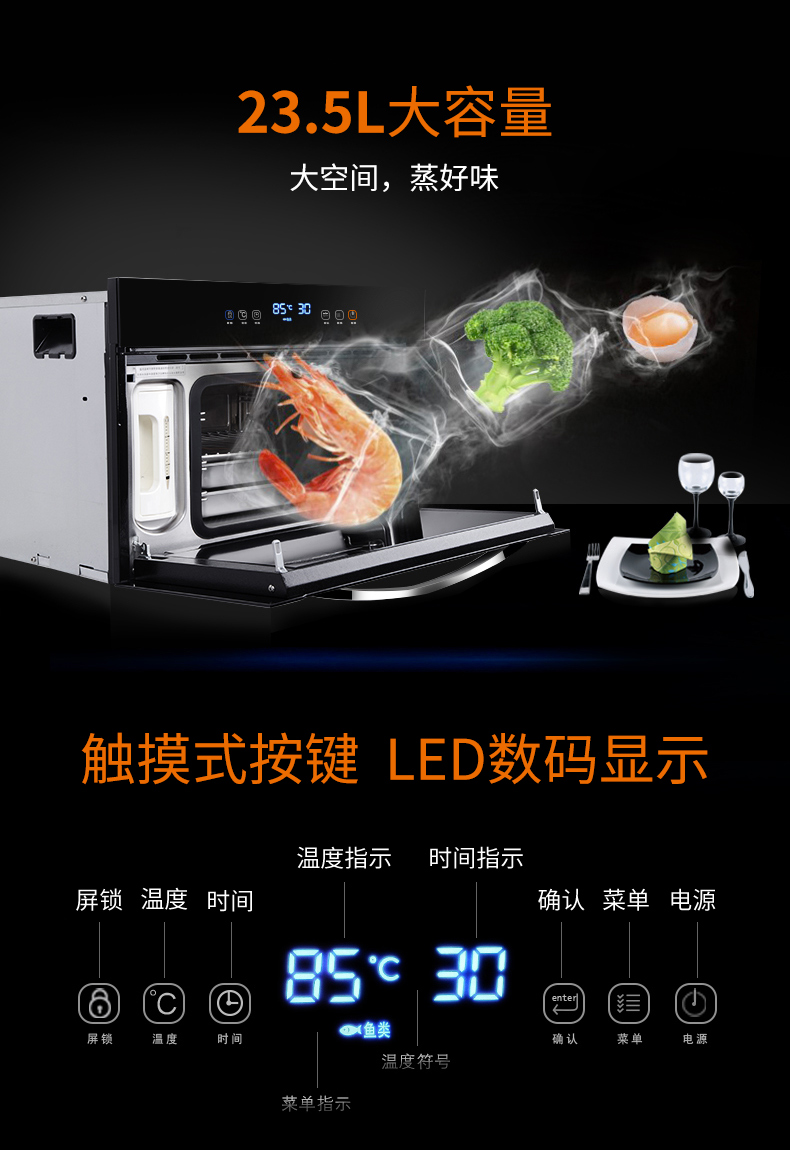 23.5L大容量
大空间，蒸好味
85℃ 30
触摸式按键 LED数码显示
温度指示 时间指示
屏锁 温度 时间 确认 菜单 电源
85℃ 30
℃ enter
鱼类
屏锁 温度 时间 确认 菜单 电源
温度符号
菜单指示